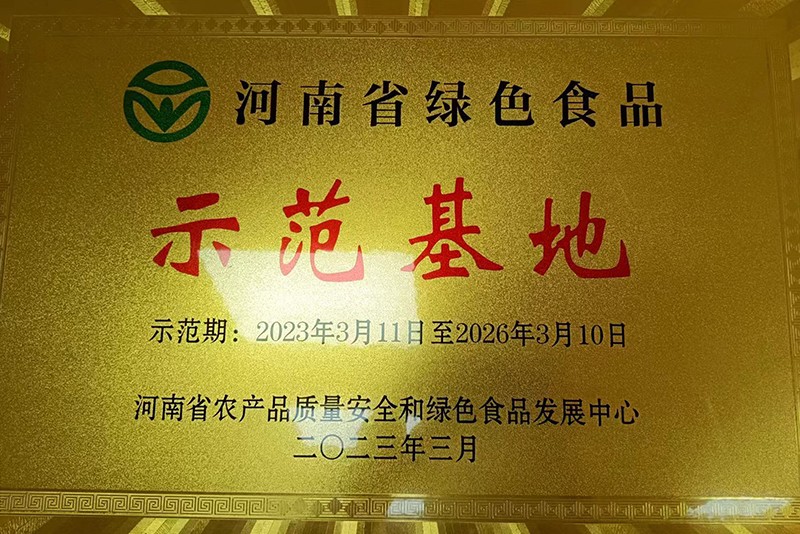 河南省绿色食品
示范基地
示范期：2023年3月11日至2026年3月10日
河南省农产品质量安全和绿色食品发展中心
二〇二三年三月